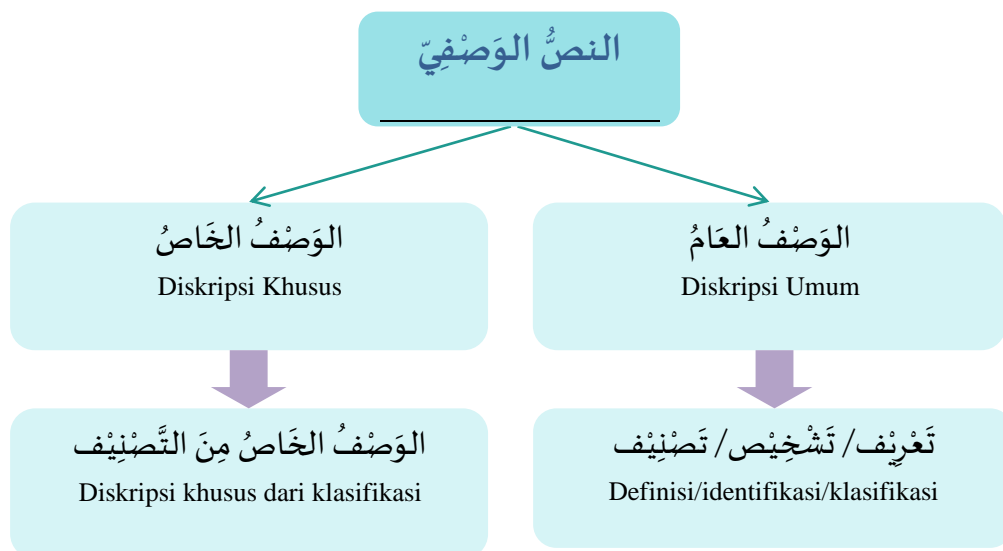 النصُّ الوَصْفِيّ
الوَصْفُ العَامُ
Diskripsi Umum
الوَصْفُ الخَاصُ
Diskripsi Khusus
تَعْرِيْف/ تَشْخِيْص/ تَصْنِيْف
Definisi/identifikasi/klasifikasi
الوَصْفُ الخَاصُ مِنَ التَّصْنِيْف
Diskripsi khusus dari klasifikasi